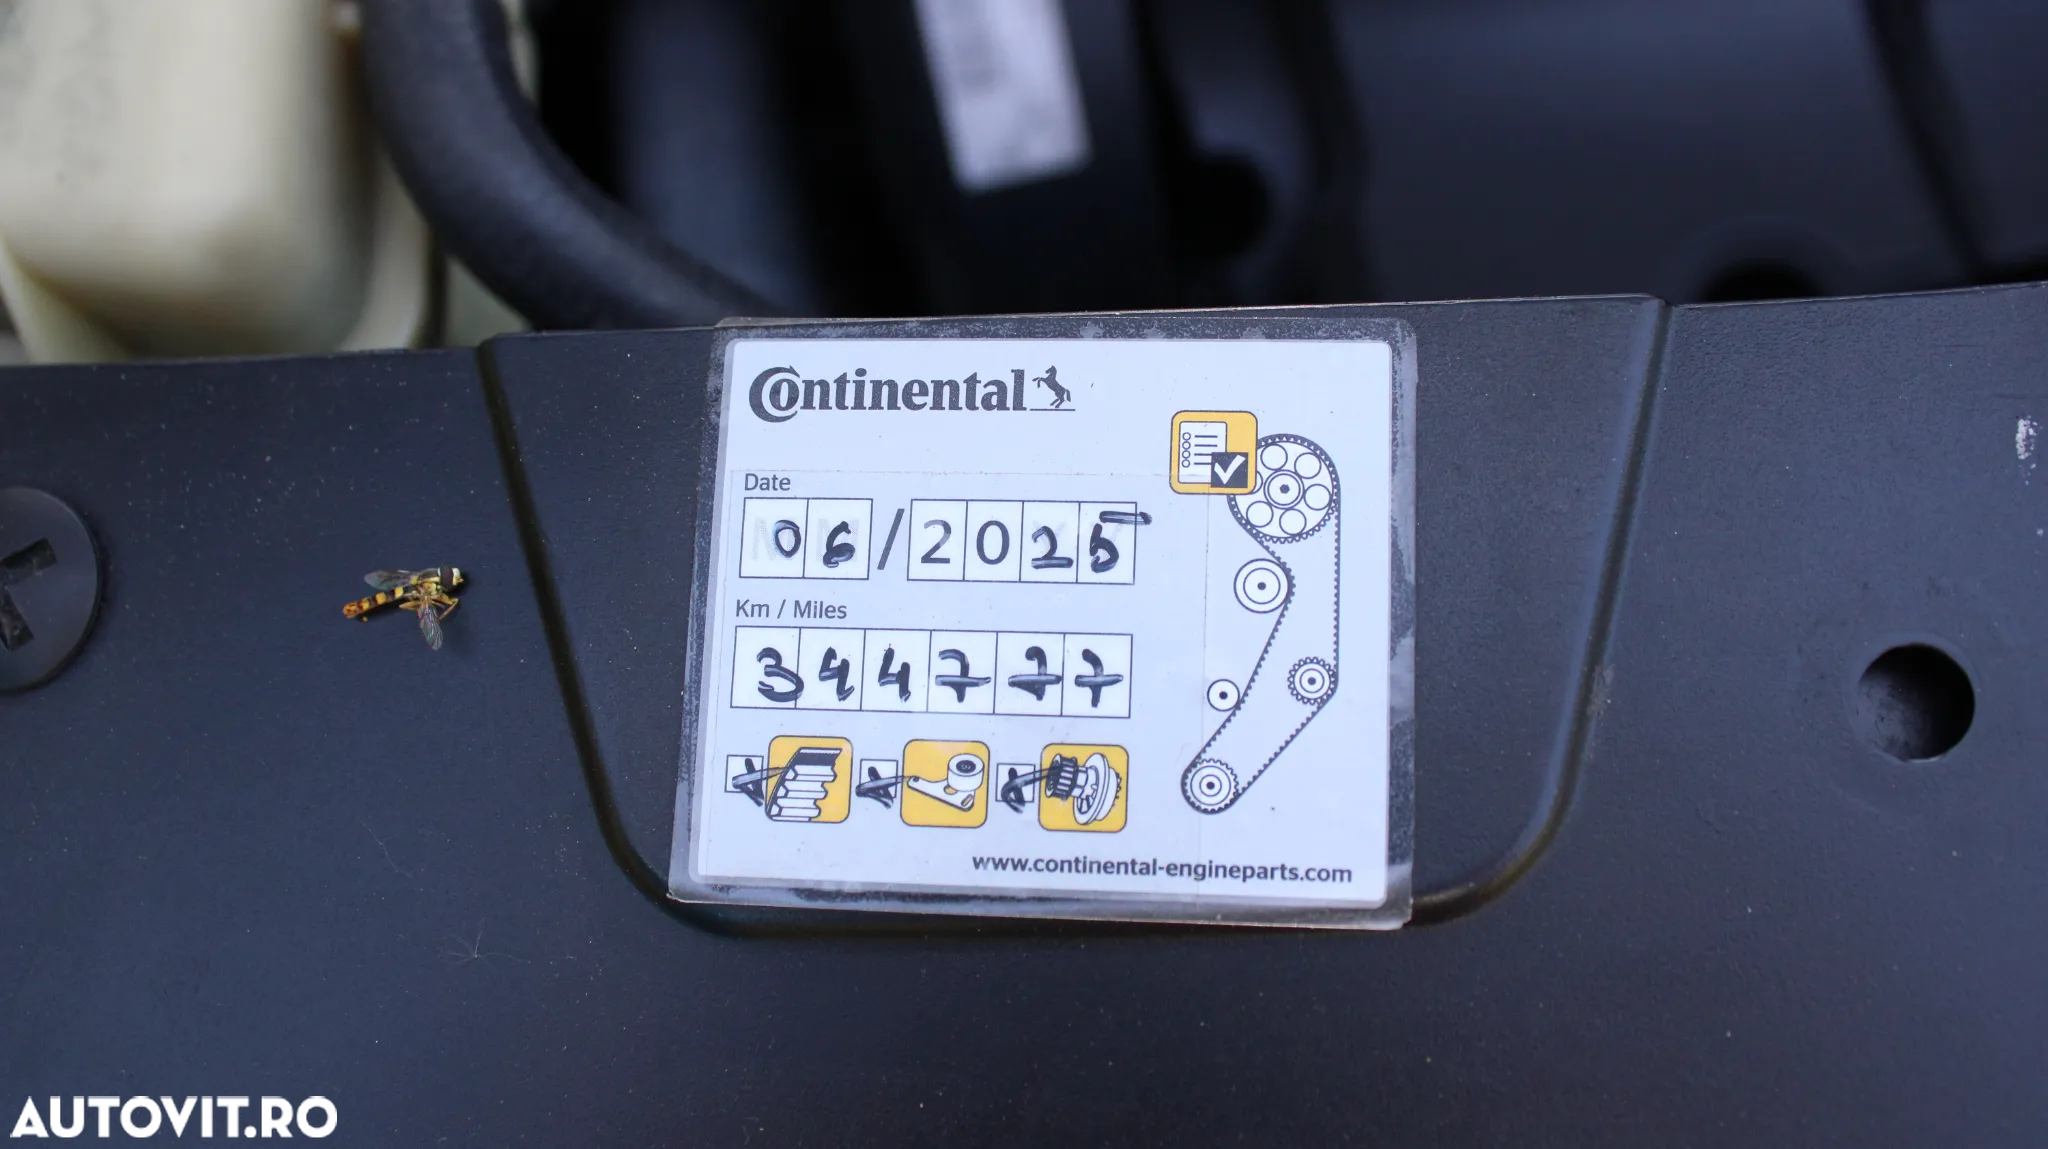 Continental
Date
06/2025
Km / Miles
344777
www.continental-engineparts.com
AUTOVIT.RO